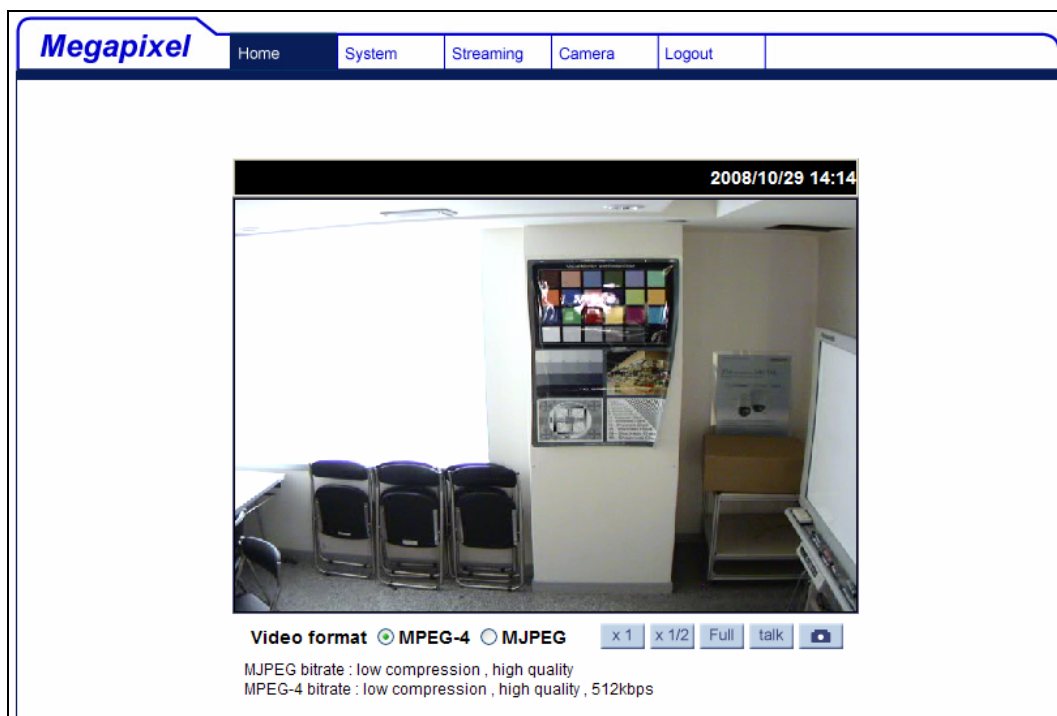 Megapixel
Home System Streaming Camera Logout
2008/10/29 14:14
Video format MPEG-4 MJPEG x 1 x 1/2 Full talk
MJPEG bitrate : low compression , high quality
MPEG-4 bitrate : low compression , high quality , 512kbps